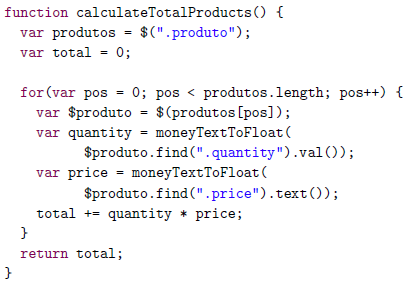 function calculateTotalProducts() {
  var produtos = $(".produto");
  var total = 0;

  for(var pos = 0; pos < produtos.length; pos++) {
    var $produto = $(produtos[pos]);
    var quantity = moneyTextToFloat(
          $produto.find(".quantity").val());
    var price = moneyTextToFloat(
          $produto.find(".price").text());
    total += quantity * price;
  }
  return total;
}